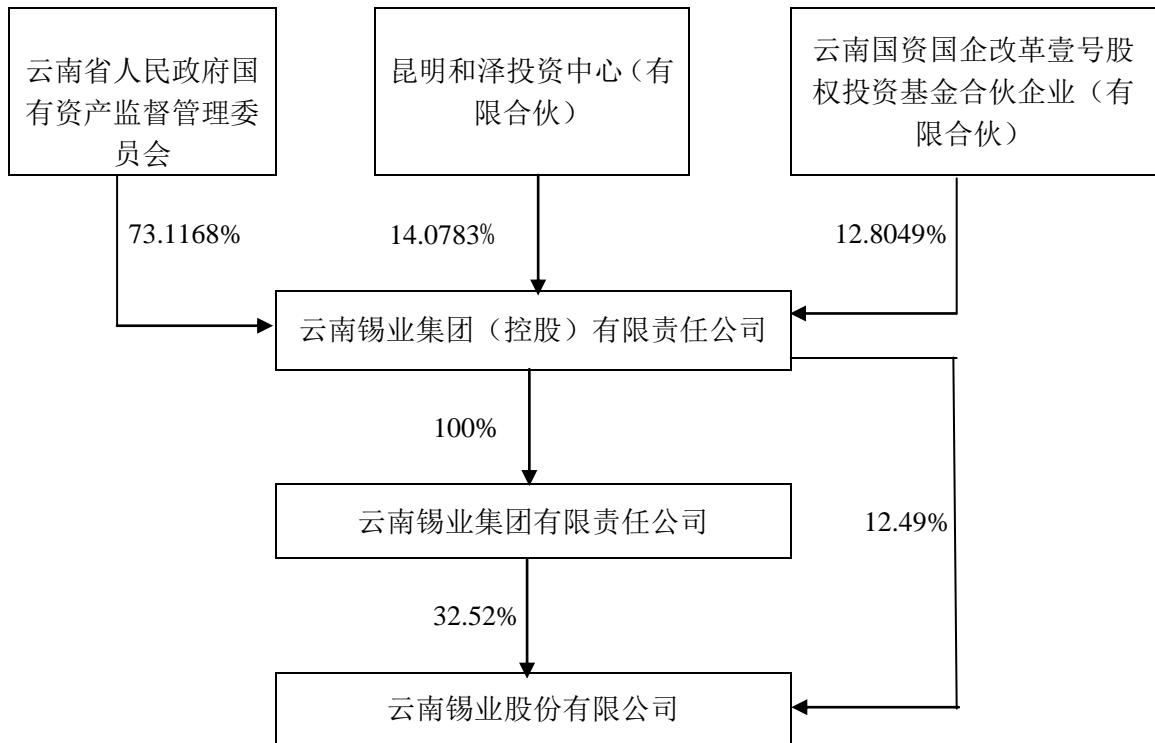 云南省人民政府国
有资产监督管理委
员会
昆明和泽投资中心（有
限合伙）
云南国资国企改革壹号股
权投资基金合伙企业（有
限合伙）
73.1168%
14.0783%
12.8049%
云南锡业集团（控股）有限责任公司
100%
云南锡业集团有限责任公司
12.49%
32.52%
云南锡业股份有限公司